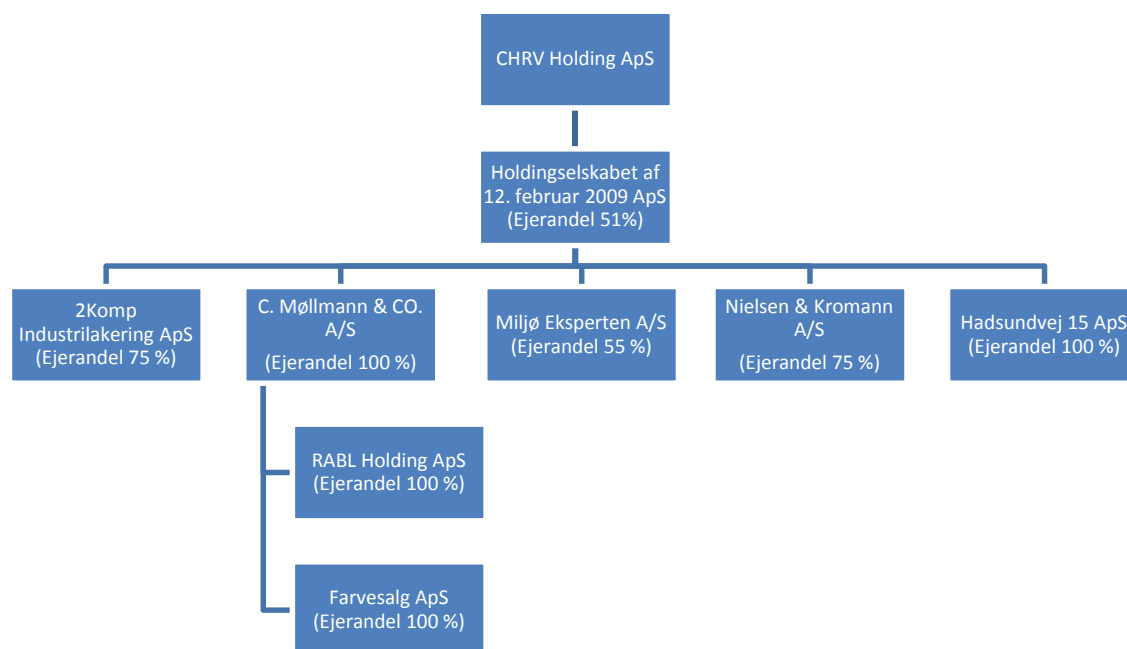 CHRV Holding ApS
Holdingselskabet af
12. februar 2009 ApS
(Ejerandel 51%)
2Komp
Industrilakering ApS
(Ejerandel 75 %)
C. Møllmann & CO.
A/S
(Ejerandel 100 %)
Miljø Eksperten A/S
(Ejerandel 55 %)
Nielsen & Kromann
A/S
(Ejerandel 75 %)
Hadsundvej 15 ApS
(Ejerandel 100 %)
RABL Holding ApS
(Ejerandel 100 %)
Farvesalg ApS
(Ejerandel 100 %)